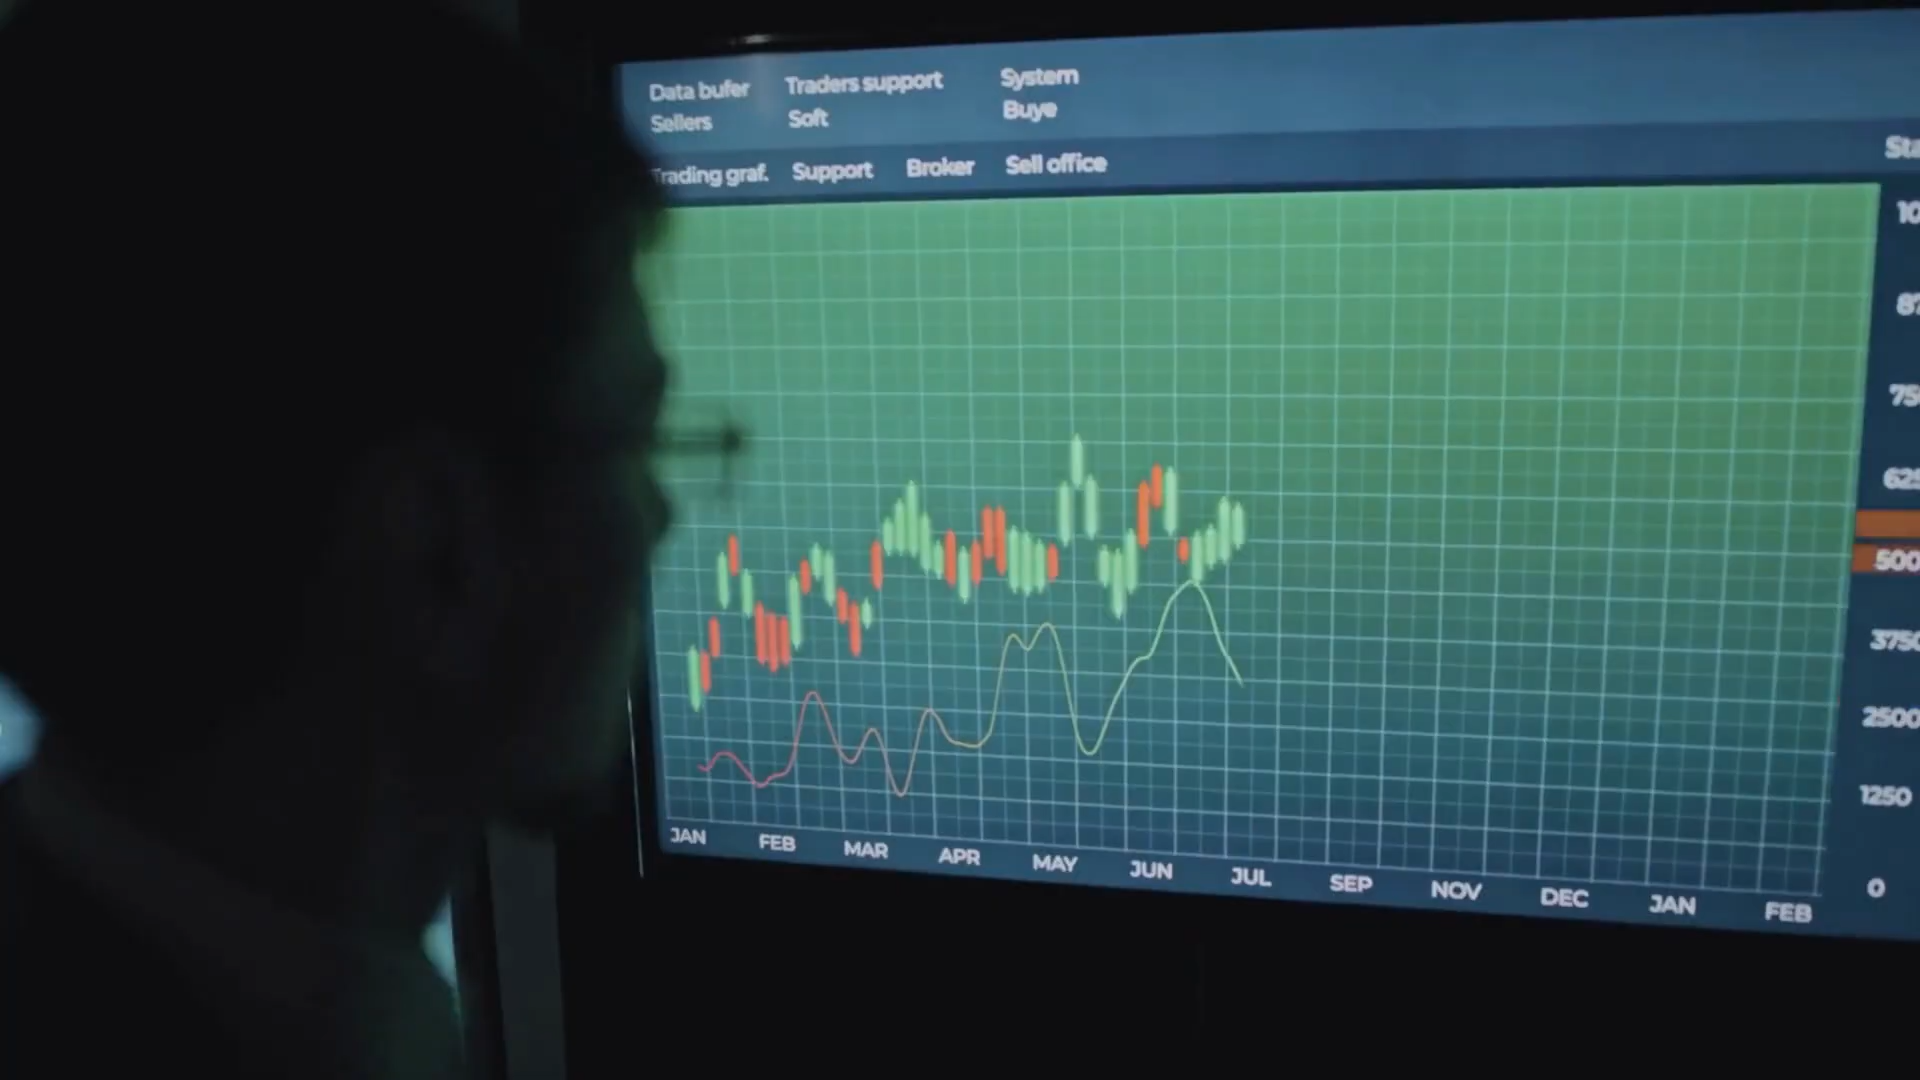 Data bufer Traders support System
Sellers Soft Buye
Trading graf. Support Broker Sell office
500
3750
2500
1250
0
JAN FEB MAR APR MAY JUN JUL SEP NOV DEC JAN FEB